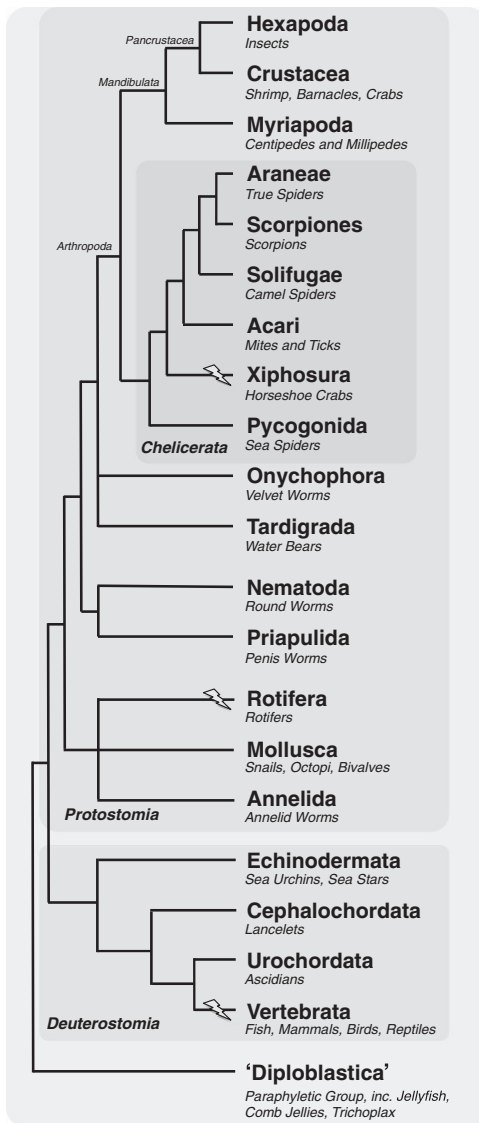 Pancrustacea
Hexapoda
Insects
Mandibulata
Crustacea
Shrimp, Barnacles, Crabs
Myriapoda
Centipedes and Millipedes
Araneae
True Spiders
Scorpiones
Scorpions
Arthropoda
Solifugae
Camel Spiders
Acari
Mites and Ticks
Xiphosura
Horseshoe Crabs
Pycogonida
Sea Spiders
Chelicerata
Onychophora
Velvet Worms
Tardigrada
Water Bears
Nematoda
Round Worms
Priapulida
Penis Worms
Rotifera
Rotifers
Mollusca
Snails, Octopi, Bivalves
Annelida
Annelid Worms
Protostomia
Echinodermata
Sea Urchins, Sea Stars
Cephalochordata
Lancelets
Urochordata
Ascidians
Vertebrata
Fish, Mammals, Birds, Reptiles
Deuterostomia
‘Diploblastica’
Paraphyletic Group, inc. Jellyfish,
Comb Jellies, Trichoplax